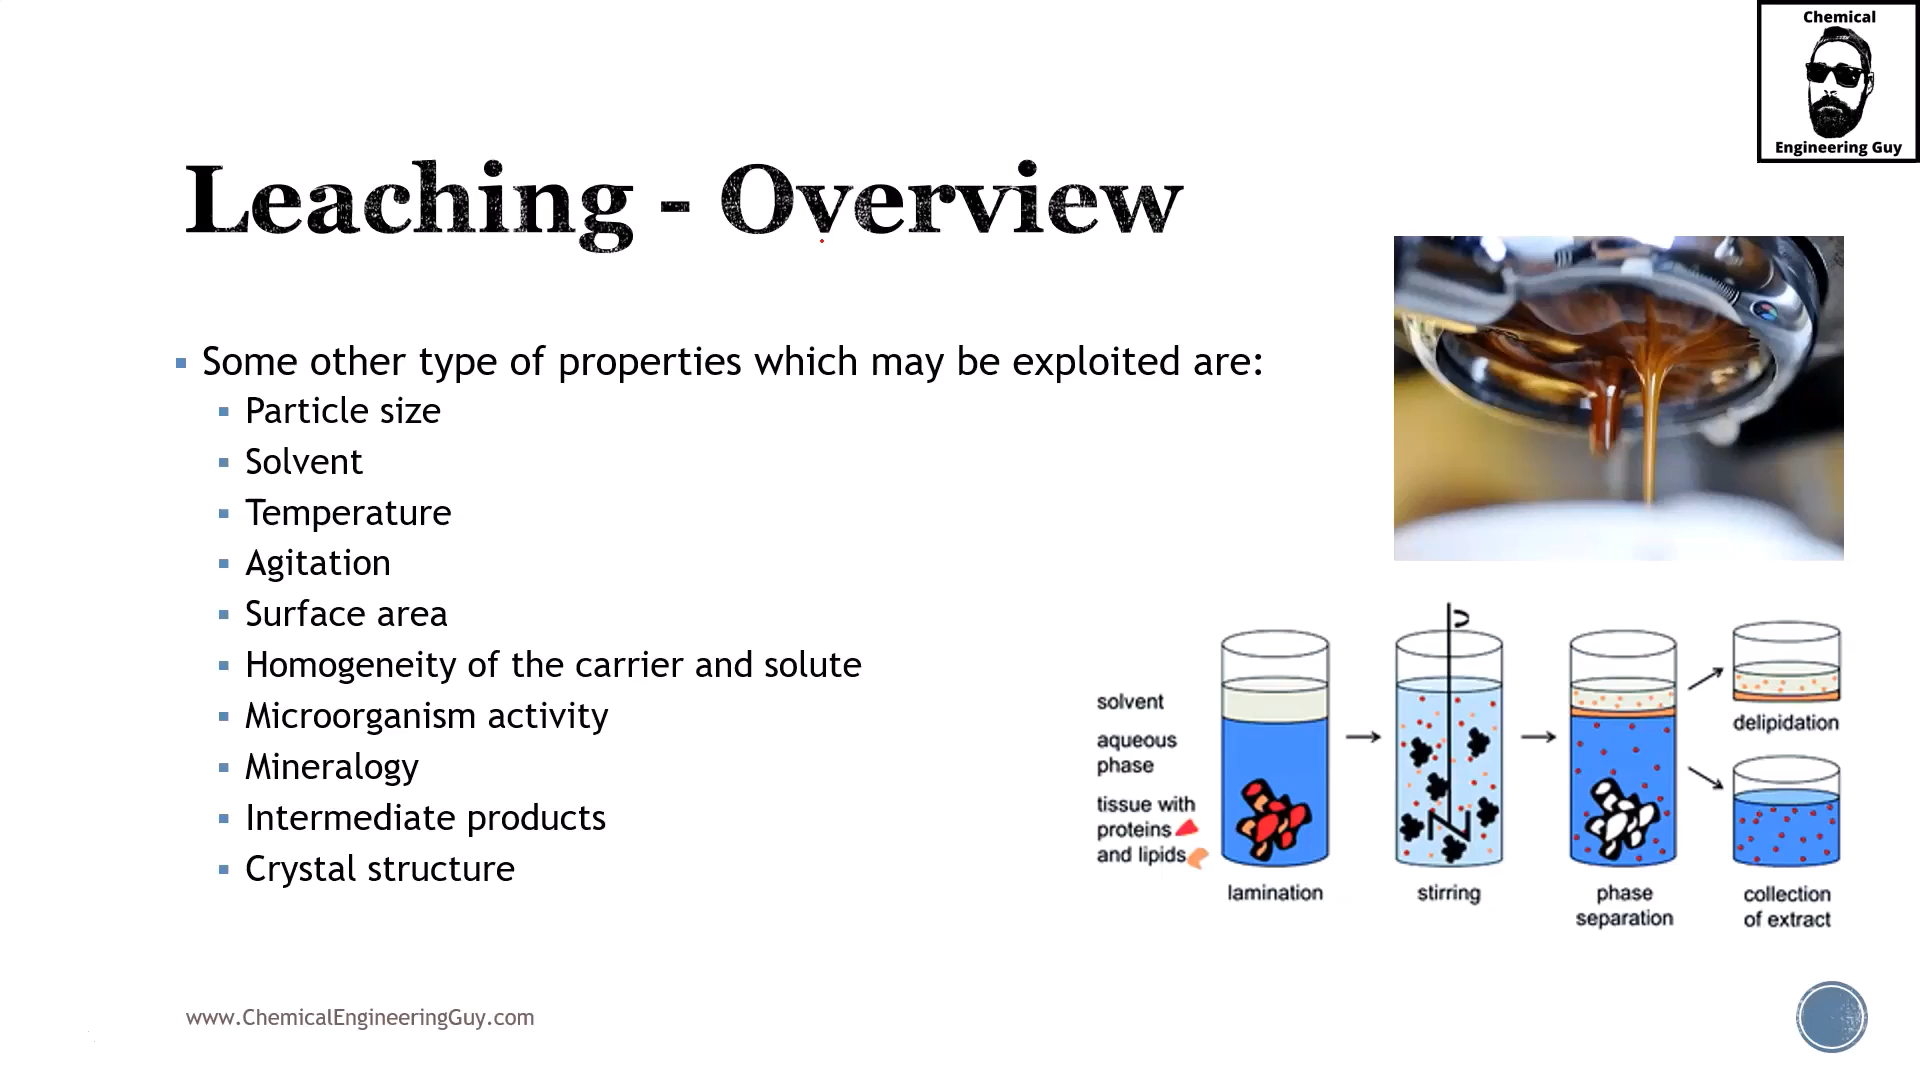 Chemical
Engineering Guy
Leaching - Overview
Some other type of properties which may be exploited are:
Particle size
Solvent
Temperature
Agitation
Surface area
Homogeneity of the carrier and solute
Microorganism activity
Mineralogy
Intermediate products
Crystal structure
solvent
aqueous
phase
tissue with
proteins
and lipids
lamination
stirring
phase
separation
delipidation
collection
of extract
www.ChemicalEngineeringGuy.com